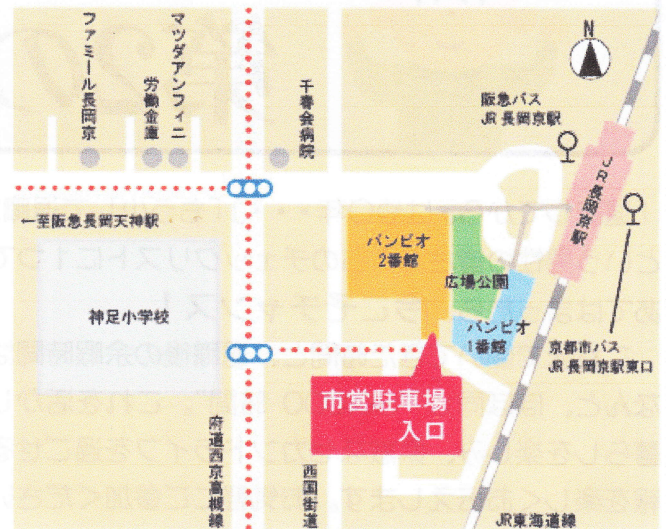 ファミール長岡京
労働金庫
マツダアンフィニ
千春会病院
N
阪急バス
JR長岡京駅
JR長岡京駅
←至阪急長岡天神駅
バンビオ
2番館
広場公園
神足小学校
バンビオ
1番館
京都市バス
JR長岡京駅東口
市営駐車場
入口
府道西京高槻線
西国街道
JR東海道線